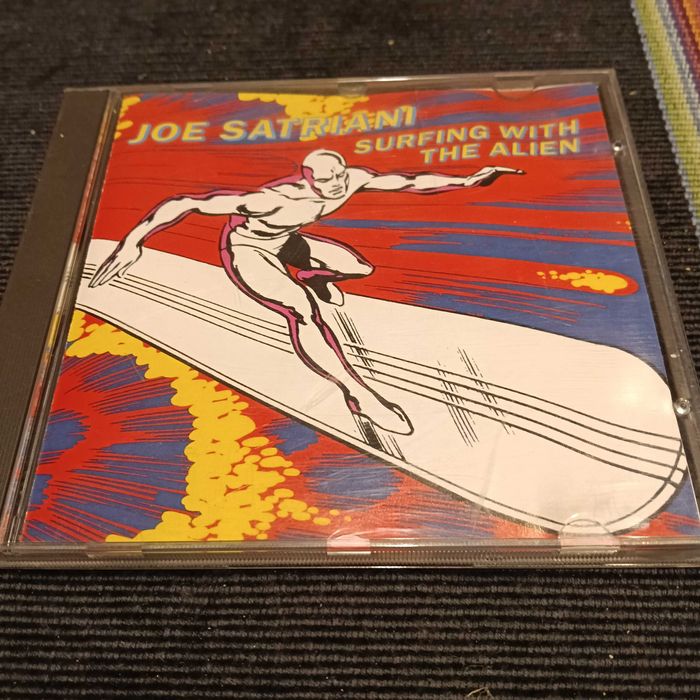 JOE SATRIANI
SURFING WITH
THE ALIEN